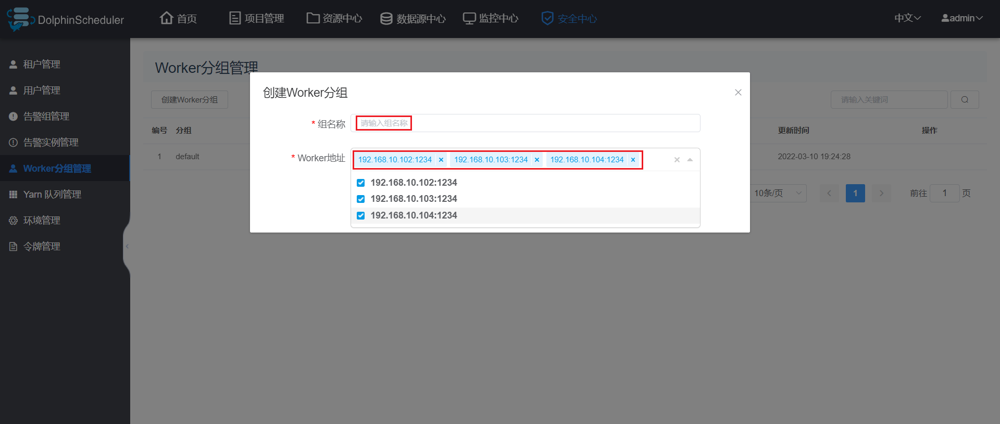 DolphinScheduler 首页 项目管理 资源中心 数据源中心 监控中心 安全中心 中文 admin
租户管理
用户管理
告警组管理
告警实例管理
Worker分组管理
Yarn 队列管理
环境管理
令牌管理
Worker分组管理
创建Worker分组
请输入关键词
编号 分组 更新时间 操作
1 default 2022-03-10 19:24:28
10条/页 1 前往 1 页
创建Worker分组
* 组名称 请输入组名称
* Worker地址 192.168.10.102:1234 192.168.10.103:1234 192.168.10.104:1234
192.168.10.102:1234
192.168.10.103:1234
192.168.10.104:1234